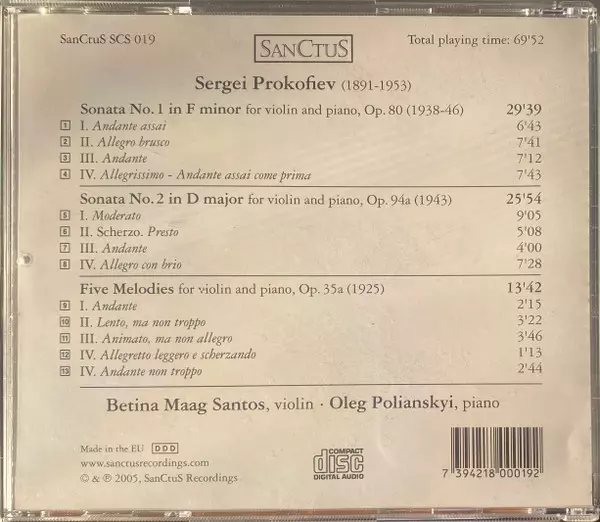 SanCtuS SCS 019
SANCTUS
Total playing time: 69'52
Sergei Prokofiev (1891-1953)
Sonata No. 1 in F minor for violin and piano, Op. 80 (1938-46) 29'39
1 I. Andante assai 6'43
2 II. Allegro brusco 7'41
3 III. Andante 7'12
4 IV. Allegrissimo - Andante assai come prima 7'43
Sonata No. 2 in D major for violin and piano, Op. 94a (1943) 25'54
5 I. Moderato 9'05
6 II. Scherzo. Presto 5'08
7 III. Andante 4'00
8 IV. Allegro con brio 7'28
Five Melodies for violin and piano, Op. 35a (1925) 13'42
9 I. Andante 2'15
10 II. Lento, ma non troppo 3'22
11 III. Animato, ma non allegro 3'46
12 IV. Allegretto leggero e scherzando 1'13
13 IV. Andante non troppo 2'44
Betina Maag Santos, violin · Oleg Polianskyi, piano
Made in the EU DDD
www.sanctusrecordings.com
© & ℗ 2005, SanCtuS Recordings
COMPACT
disc
DIGITAL AUDIO
7 394218 000192